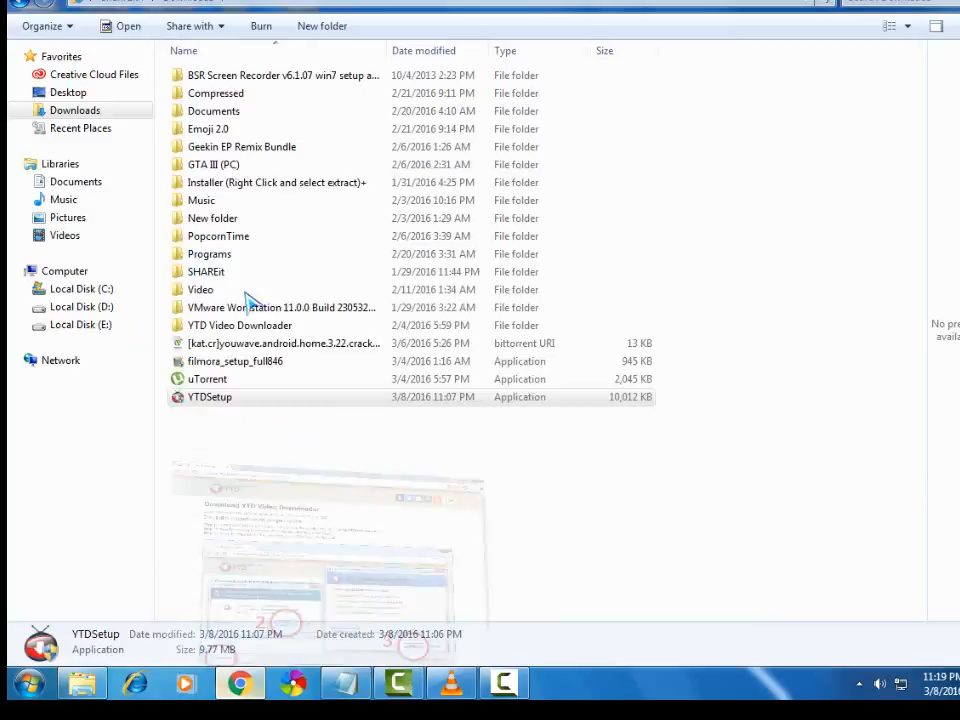 Organize Open Share with Burn New folder
Name Date modified Type Size
Favorites
Creative Cloud Files
Desktop
Downloads
Recent Places
Libraries
Documents
Music
Pictures
Videos
Computer
Local Disk (C:)
Local Disk (D:)
Local Disk (E:)
Network
BSR Screen Recorder v6.1.07 win7 setup a... 10/4/2013 2:23 PM File folder
Compressed 2/21/2016 9:11 PM File folder
Documents 2/20/2016 4:10 AM File folder
Emoji 2.0 2/21/2016 9:14 PM File folder
Geekin EP Remix Bundle 2/6/2016 1:26 AM File folder
GTA III (PC) 2/6/2016 2:31 AM File folder
Installer (Right Click and select extract)+ 1/31/2016 4:25 PM File folder
Music 2/3/2016 10:16 PM File folder
New folder 2/3/2016 1:29 AM File folder
PopcornTime 2/6/2016 3:39 AM File folder
Programs 2/20/2016 3:31 AM File folder
SHAREit 1/29/2016 11:44 PM File folder
Video 2/11/2016 1:34 AM File folder
VMware Workstation 11.0.0 Build 230532... 1/29/2016 3:22 AM File folder
YTD Video Downloader 2/4/2016 5:59 PM File folder
[kat.cr]youwave.android.home.3.22.crack... 3/6/2016 5:26 PM bittorrent URI 13 KB
filmora_setup_full846 3/4/2016 1:16 AM Application 945 KB
uTorrent 3/4/2016 5:57 PM Application 2,045 KB
YTDSetup 3/8/2016 11:07 PM Application 10,012 KB
No pre
availa
YTD
Download YTD Video Downloader
YTDSetup Date modified: 3/8/2016 11:07 PM Date created: 3/8/2016 11:06 PM
Application Size: 9.77 MB
11:19 PM
3/8/2016